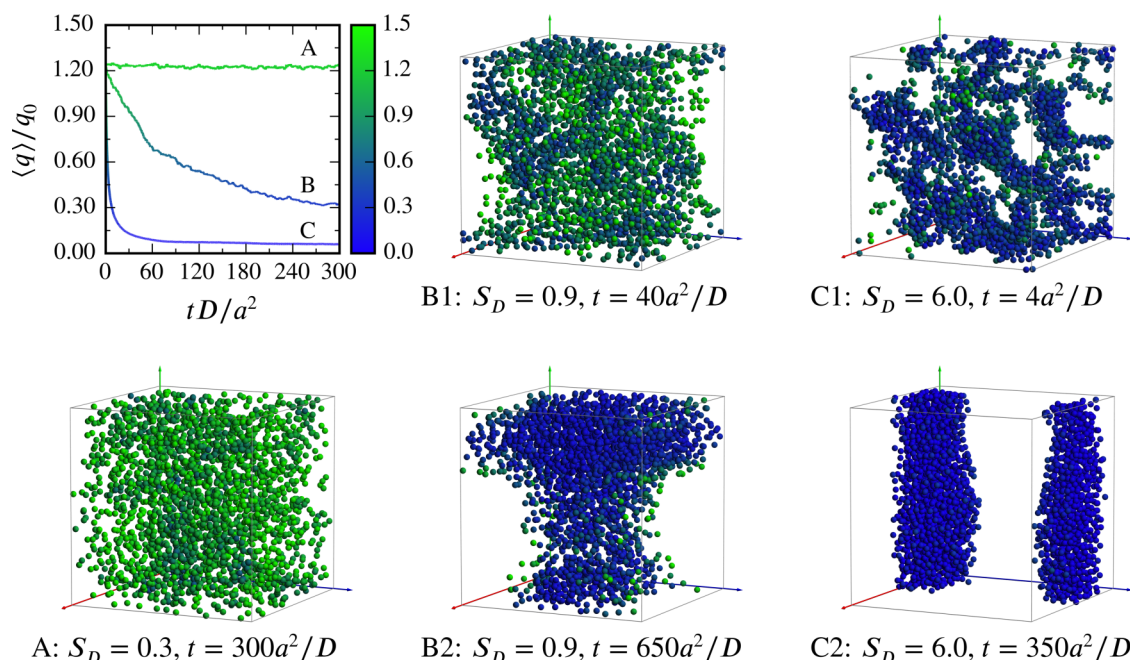 1.50
1.20
0.90
0.60
0.30
0.00
⟨q⟩/q₀
0 60 120 180 240 300
tD/a²
A
B
C
1.5
1.2
0.9
0.6
0.3
0.0
B1: S_D = 0.9, t = 40a²/D
C1: S_D = 6.0, t = 4a²/D
A: S_D = 0.3, t = 300a²/D
B2: S_D = 0.9, t = 650a²/D
C2: S_D = 6.0, t = 350a²/D